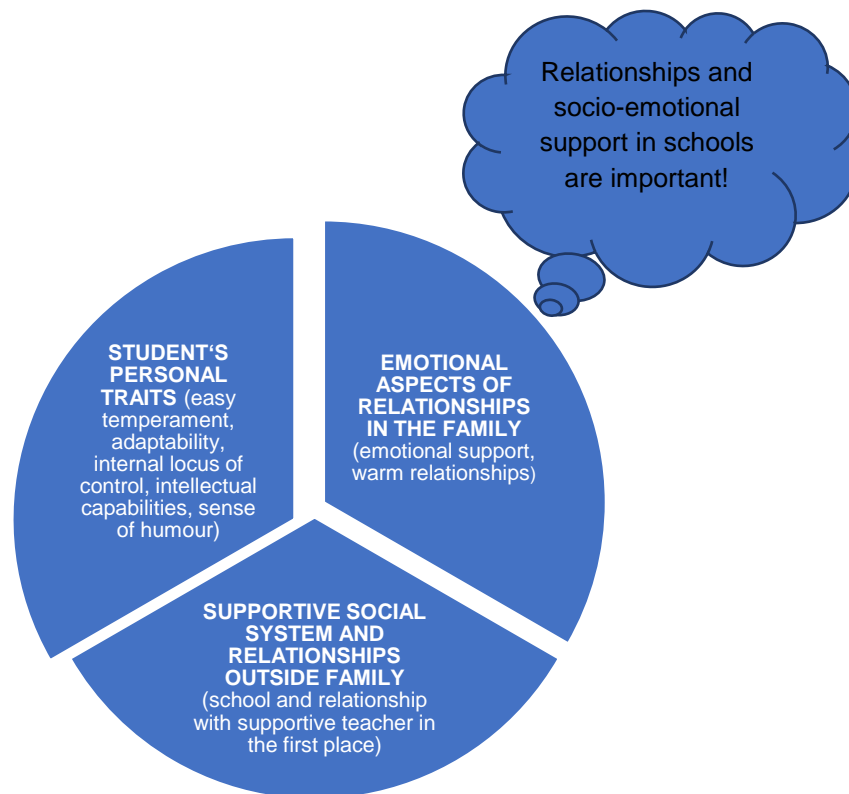 Relationships and
socio-emotional
support in schools
are important!
STUDENT‘S
PERSONAL
TRAITS (easy
temperament,
adaptability,
internal locus of
control, intellectual
capabilities, sense
of humour)
EMOTIONAL
ASPECTS OF
RELATIONSHIPS
IN THE FAMILY
(emotional support,
warm relationships)
SUPPORTIVE SOCIAL
SYSTEM AND
RELATIONSHIPS
OUTSIDE FAMILY
(school and relationship
with supportive teacher in
the first place)